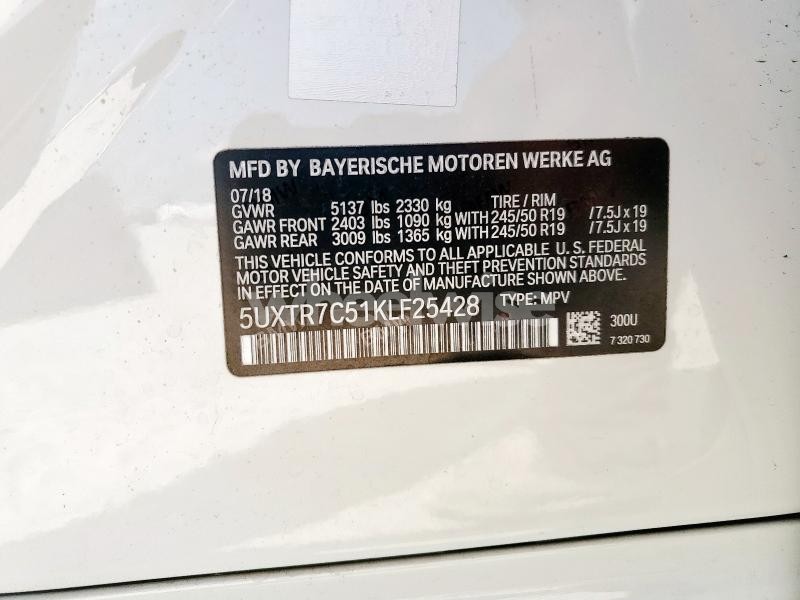 MFD BY BAYERISCHE MOTOREN WERKE AG
07/18 TIRE / RIM
GVWR 5137 lbs 2330 kg
GAWR FRONT 2403 lbs 1090 kg WITH 245/50 R19 /7.5J x 19
GAWR REAR 3009 lbs 1365 kg WITH 245/50 R19 /7.5J x 19
THIS VEHICLE CONFORMS TO ALL APPLICABLE U.S. FEDERAL
MOTOR VEHICLE SAFETY AND THEFT PREVENTION STANDARDS
IN EFFECT ON THE DATE OF MANUFACTURE SHOWN ABOVE.
5UXTR7C51KLF25428 TYPE: MPV
300U
7 320 730